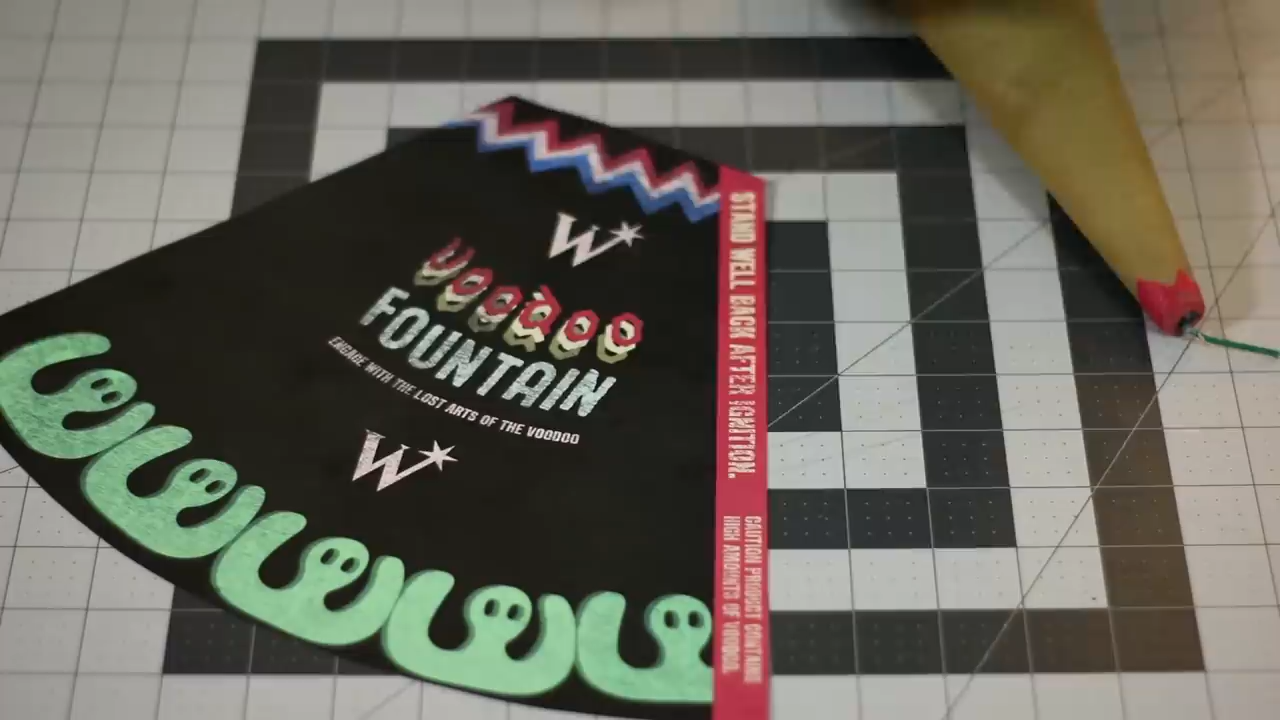 W
VOODOO
FOUNTAIN
ENGAGE WITH THE LOST ARTS OF THE VOODOO
W
STAND WELL BACK AFTER IGNITION.
CAUTION PRODUCT CONTAINS
HIGH AMOUNTS OF VOODOO.